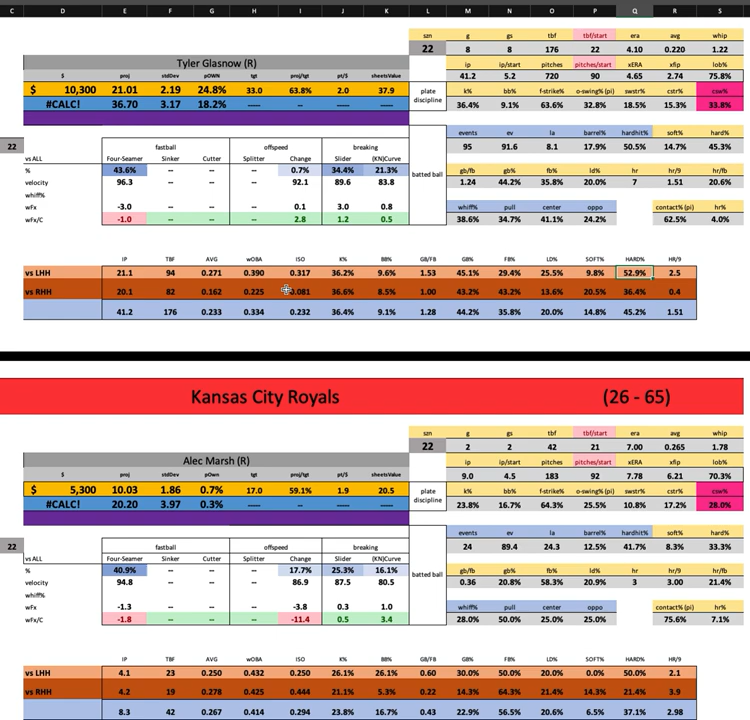 C D E F G H I J K L M N O P Q R S
szn g gs tbf tbf/start era avg whip
22 8 8 176 22 4.10 0.220 1.22
Tyler Glasnow (R) ip ip/start pitches pitches/start xERA xfip lob%
$ proj stdDev pOWN tgt proj/tgt pt/$ sheetsValue 41.2 5.2 720 90 4.65 2.74 75.8%
$ 10,300 21.01 2.19 24.8% 33.0 63.8% 2.0 37.9 plate discipline k% bb% f-strike% o-swing% (pi) swstr% cstr% csw%
#CALC! 36.70 3.17 18.2% ---- -- ---- -- 36.4% 9.1% 63.6% 32.8% 18.5% 15.3% 33.8%
events ev la barrel% hardhit% soft% hard%
22 fastball offspeed breaking 95 91.6 8.1 17.9% 50.5% 14.7% 45.3%
vs ALL Four-Seamer Sinker Cutter Splitter Change Slider (KN)Curve
% 43.6% -- -- -- 0.7% 34.4% 21.3% batted ball gb/fb gb% fb% ld% hr hr/9 hr/fb
velocity 96.3 -- -- -- 92.1 89.6 83.8 1.24 44.2% 35.8% 20.0% 7 1.51 20.6%
whiff%
wFx -3.0 -- -- -- 0.1 3.0 0.8 whiff% pull center oppo contact% (pi) hr%
wFx/C -1.0 -- -- -- 2.8 1.2 0.5 38.6% 34.7% 41.1% 24.2% 62.5% 4.0%
IP TBF AVG wOBA ISO K% BB% GB/FB GB% FB% LD% SOFT% HARD% HR/9
vs LHH 21.1 94 0.271 0.390 0.317 36.2% 9.6% 1.53 45.1% 29.4% 25.5% 9.8% 52.9% 2.5
vs RHH 20.1 82 0.162 0.225 0.081 36.6% 8.5% 1.00 43.2% 43.2% 13.6% 20.5% 36.4% 0.4
41.2 176 0.233 0.334 0.232 36.4% 9.1% 1.28 44.2% 35.8% 20.0% 14.8% 45.2% 1.51
Kansas City Royals (26 - 65)
szn g gs tbf tbf/start era avg whip
22 2 2 42 21 7.00 0.265 1.78
Alec Marsh (R) ip ip/start pitches pitches/start xERA xfip lob%
$ proj stdDev pOwn tgt proj/tgt pt/$ sheetsValue 9.0 4.5 183 92 7.78 6.21 70.3%
$ 5,300 10.03 1.86 0.7% 17.0 59.1% 1.9 20.5 plate discipline k% bb% f-strike% o-swing% (pi) swstr% cstr% csw%
#CALC! 20.20 3.97 0.3% ---- -- ---- -- 23.8% 16.7% 64.3% 25.5% 10.8% 17.2% 28.0%
events ev la barrel% hardhit% soft% hard%
22 fastball offspeed breaking 24 89.4 24.3 12.5% 41.7% 8.3% 33.3%
vs ALL Four-Seamer Sinker Cutter Splitter Change Slider (KN)Curve
% 40.9% -- -- -- 17.7% 25.3% 16.1% batted ball gb/fb gb% fb% ld% hr hr/9 hr/fb
velocity 94.8 -- -- -- 86.9 87.5 80.5 0.36 20.8% 58.3% 20.9% 3 3.00 21.4%
whiff%
wFx -1.3 -- -- -- -3.8 0.3 1.0 whiff% pull center oppo contact% (pi) hr%
wFx/C -1.8 -- -- -- -11.4 0.5 3.4 28.0% 50.0% 25.0% 25.0% 75.6% 7.1%
IP TBF AVG wOBA ISO K% BB% GB/FB GB% FB% LD% SOFT% HARD% HR/9
vs LHH 4.1 23 0.250 0.432 0.250 26.1% 26.1% 0.60 30.0% 50.0% 20.0% 0.0% 50.0% 2.1
vs RHH 4.2 19 0.278 0.425 0.444 21.1% 5.3% 0.22 14.3% 64.3% 21.4% 14.3% 21.4% 3.9
8.3 42 0.267 0.414 0.294 23.8% 16.7% 0.43 22.9% 56.5% 20.6% 6.5% 37.1% 2.98